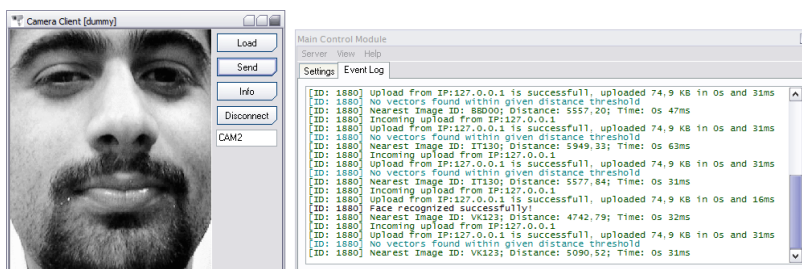 Camera Client [dummy]
Load
Send
Info
Disconnect
CAM2
Main Control Module
Server View Help
Settings Event Log
[ID: 1880] Upload from IP:127.0.0.1 is successfull, uploaded 74,9 KB in 0s and 31ms
[ID: 1880] No vectors found within given distance threshold
[ID: 1880] Nearest Image ID: BBD00; Distance: 5557,20; Time: 0s 47ms
[ID: 1880] Incoming upload from IP:127.0.0.1
[ID: 1880] Upload from IP:127.0.0.1 is successfull, uploaded 74,9 KB in 0s and 31ms
[ID: 1880] No vectors found within given distance threshold
[ID: 1880] Nearest Image ID: IT130; Distance: 5949,33; Time: 0s 63ms
[ID: 1880] Incoming upload from IP:127.0.0.1
[ID: 1880] Upload from IP:127.0.0.1 is successfull, uploaded 74,9 KB in 0s and 31ms
[ID: 1880] No vectors found within given distance threshold
[ID: 1880] Nearest Image ID: IT130; Distance: 5577,84; Time: 0s 31ms
[ID: 1880] Incoming upload from IP:127.0.0.1
[ID: 1880] Upload from IP:127.0.0.1 is successfull, uploaded 74,9 KB in 0s and 16ms
[ID: 1880] Face recognized successfully!
[ID: 1880] Nearest Image ID: VK123; Distance: 4742,79; Time: 0s 32ms
[ID: 1880] Incoming upload from IP:127.0.0.1
[ID: 1880] Upload from IP:127.0.0.1 is successfull, uploaded 74,9 KB in 0s and 31ms
[ID: 1880] No vectors found within given distance threshold
[ID: 1880] Nearest Image ID: VK123; Distance: 5090,52; Time: 0s 31ms